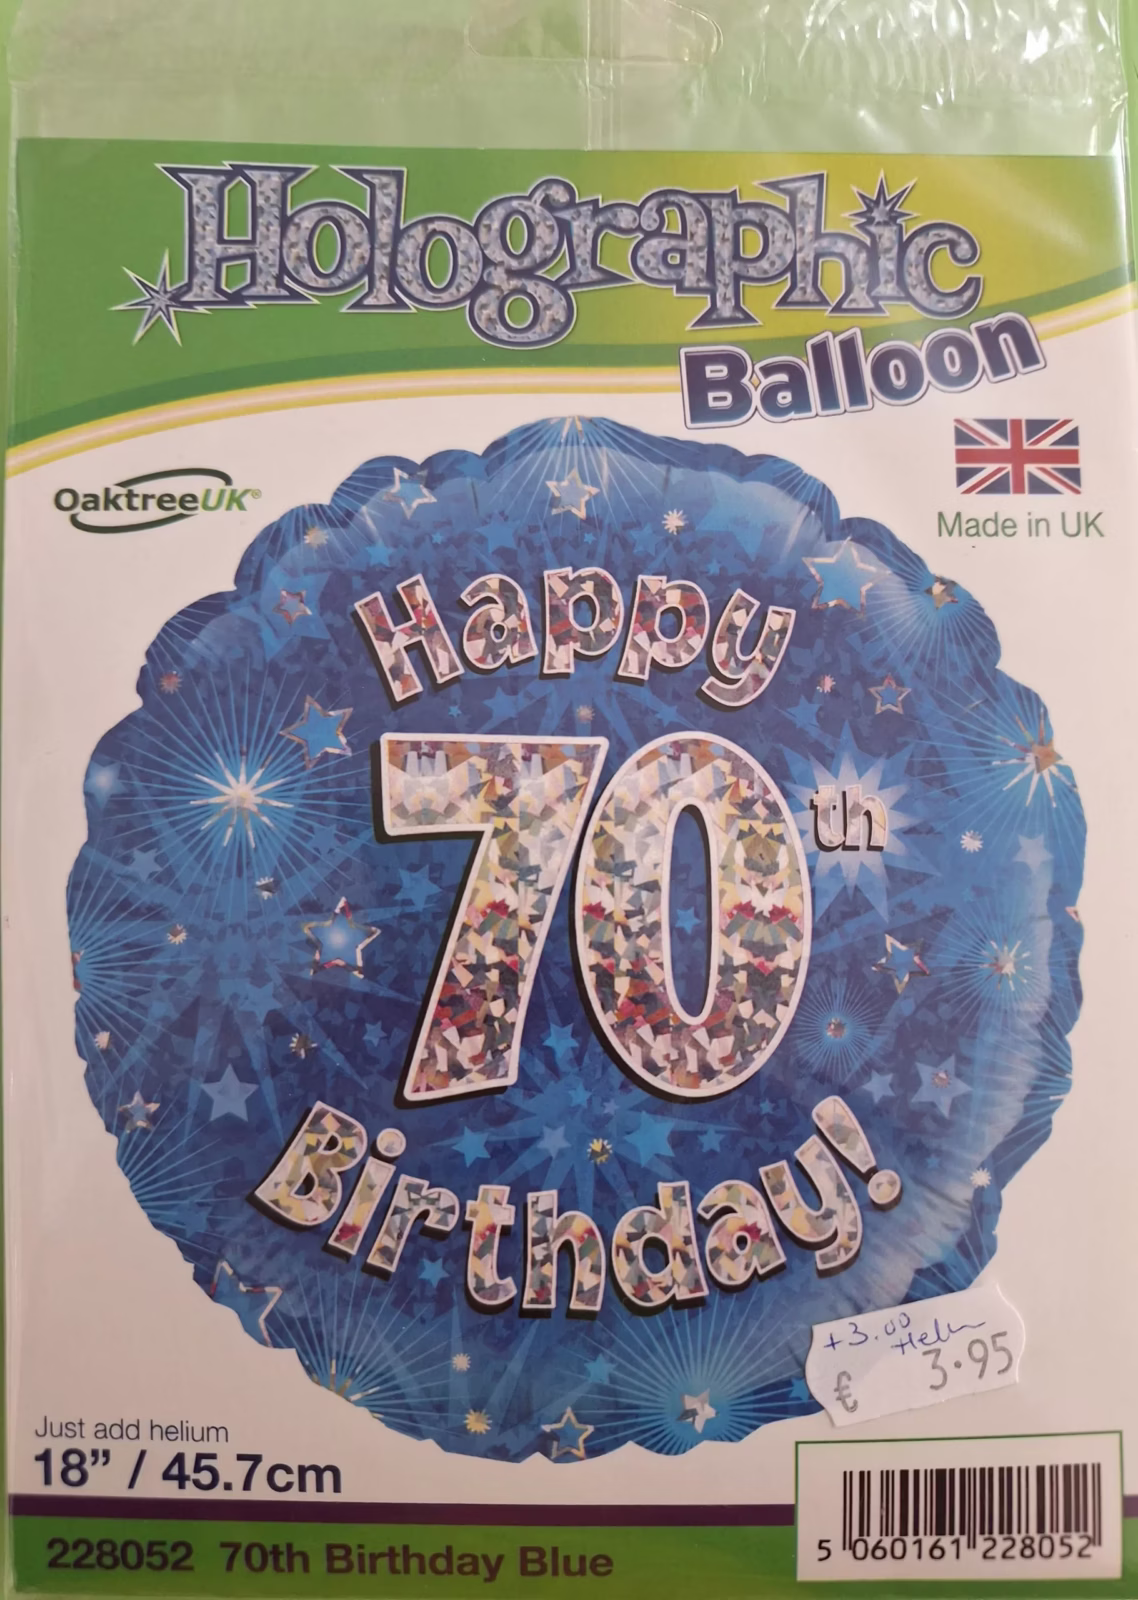 Holographic
Balloon
OaktreeUK®
Made in UK
Happy
70th
Birthday!
+3.00
Helm
€ 3.95
Just add helium
18” / 45.7cm
228052 70th Birthday Blue
5 060161 228052